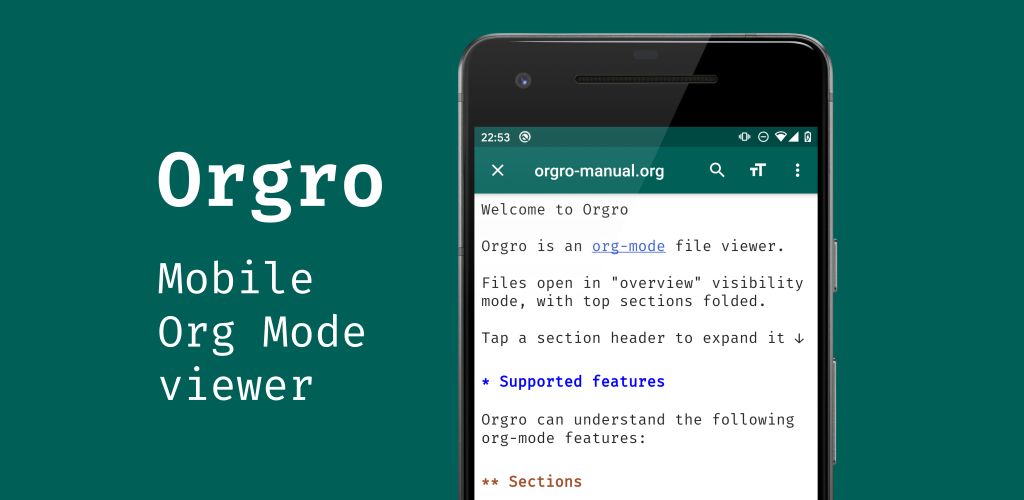 Orgro
Mobile
Org Mode
viewer
22:53
orgro-manual.org
Welcome to Orgro
Orgro is an org-mode file viewer.
Files open in "overview" visibility
mode, with top sections folded.
Tap a section header to expand it ↓
* Supported features
Orgro can understand the following
org-mode features:
** Sections